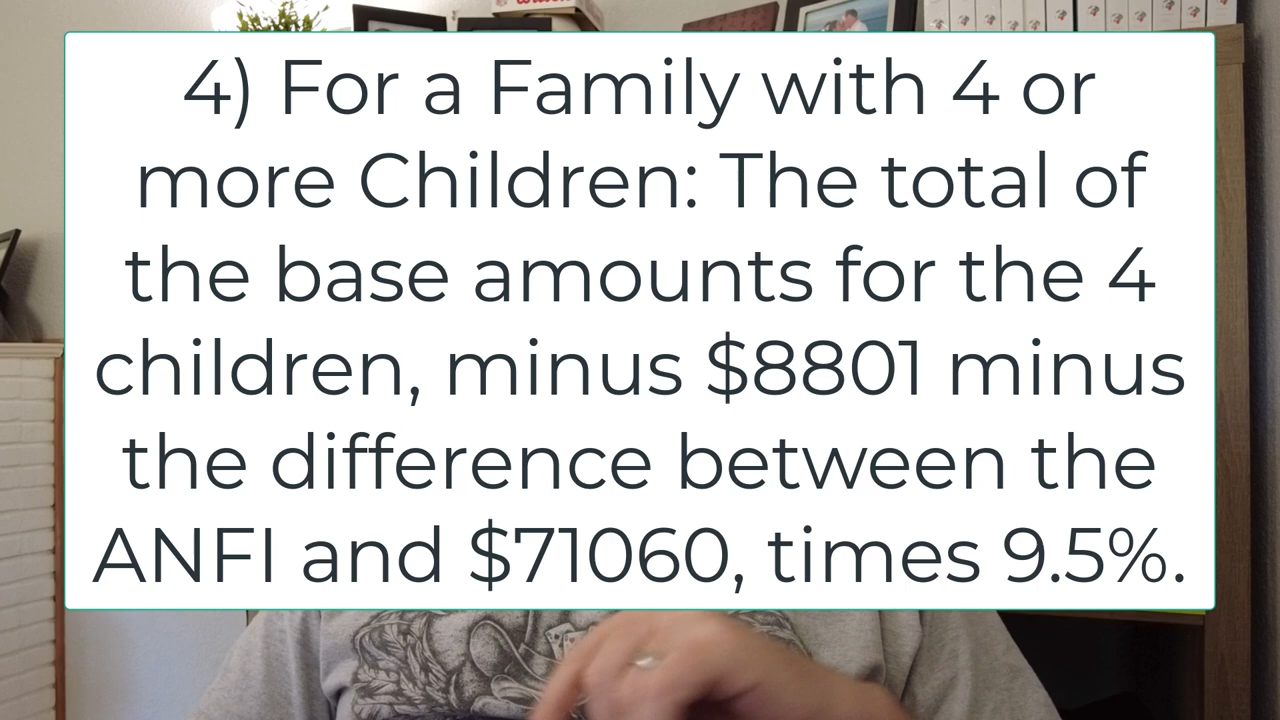 4) For a Family with 4 or
more Children: The total of
the base amounts for the 4
children, minus $8801 minus
the difference between the
ANFI and $71060, times 9.5%.